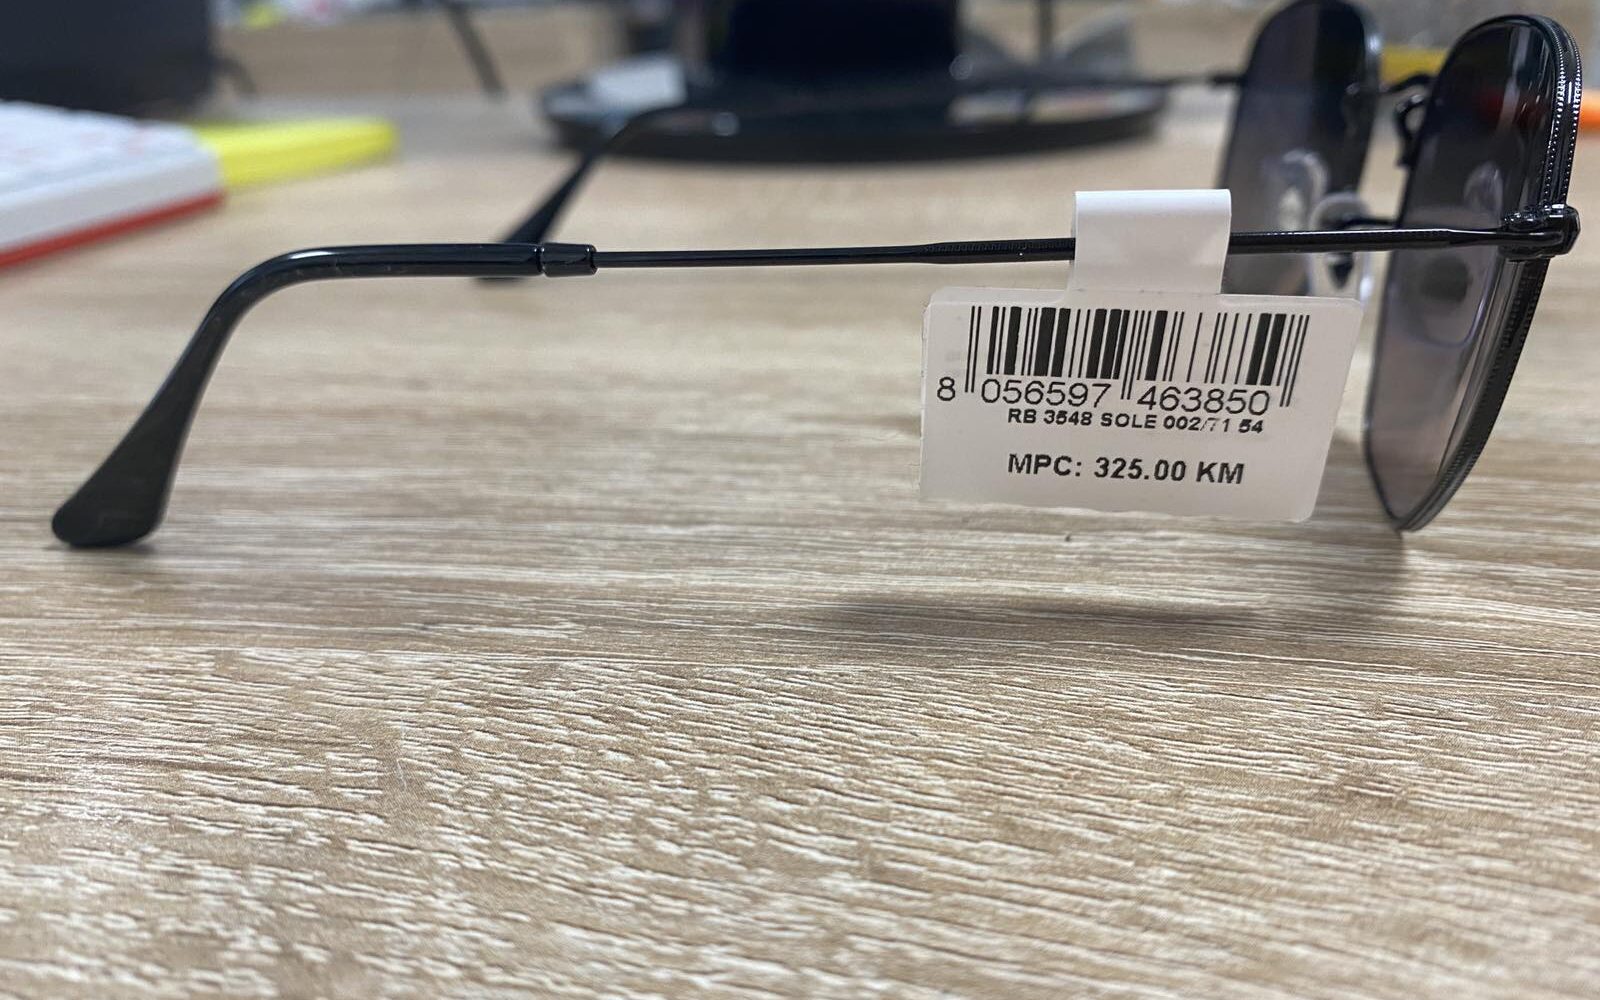 8 056597 463850
RB 3548 SOLE 002/71 54
MPC: 325.00 KM